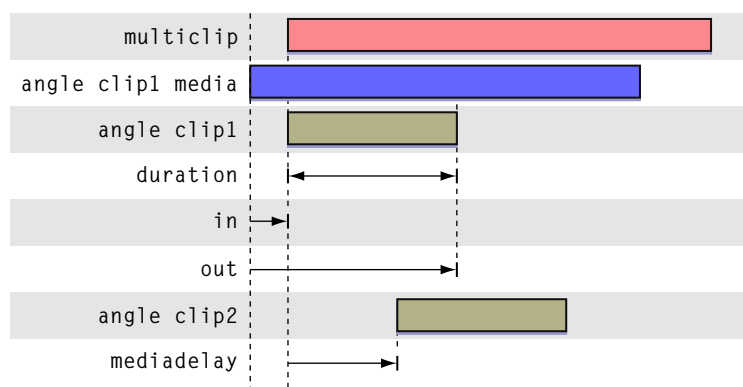 multiclip
angle clip1 media
angle clip1
duration
in
out
angle clip2
mediadelay